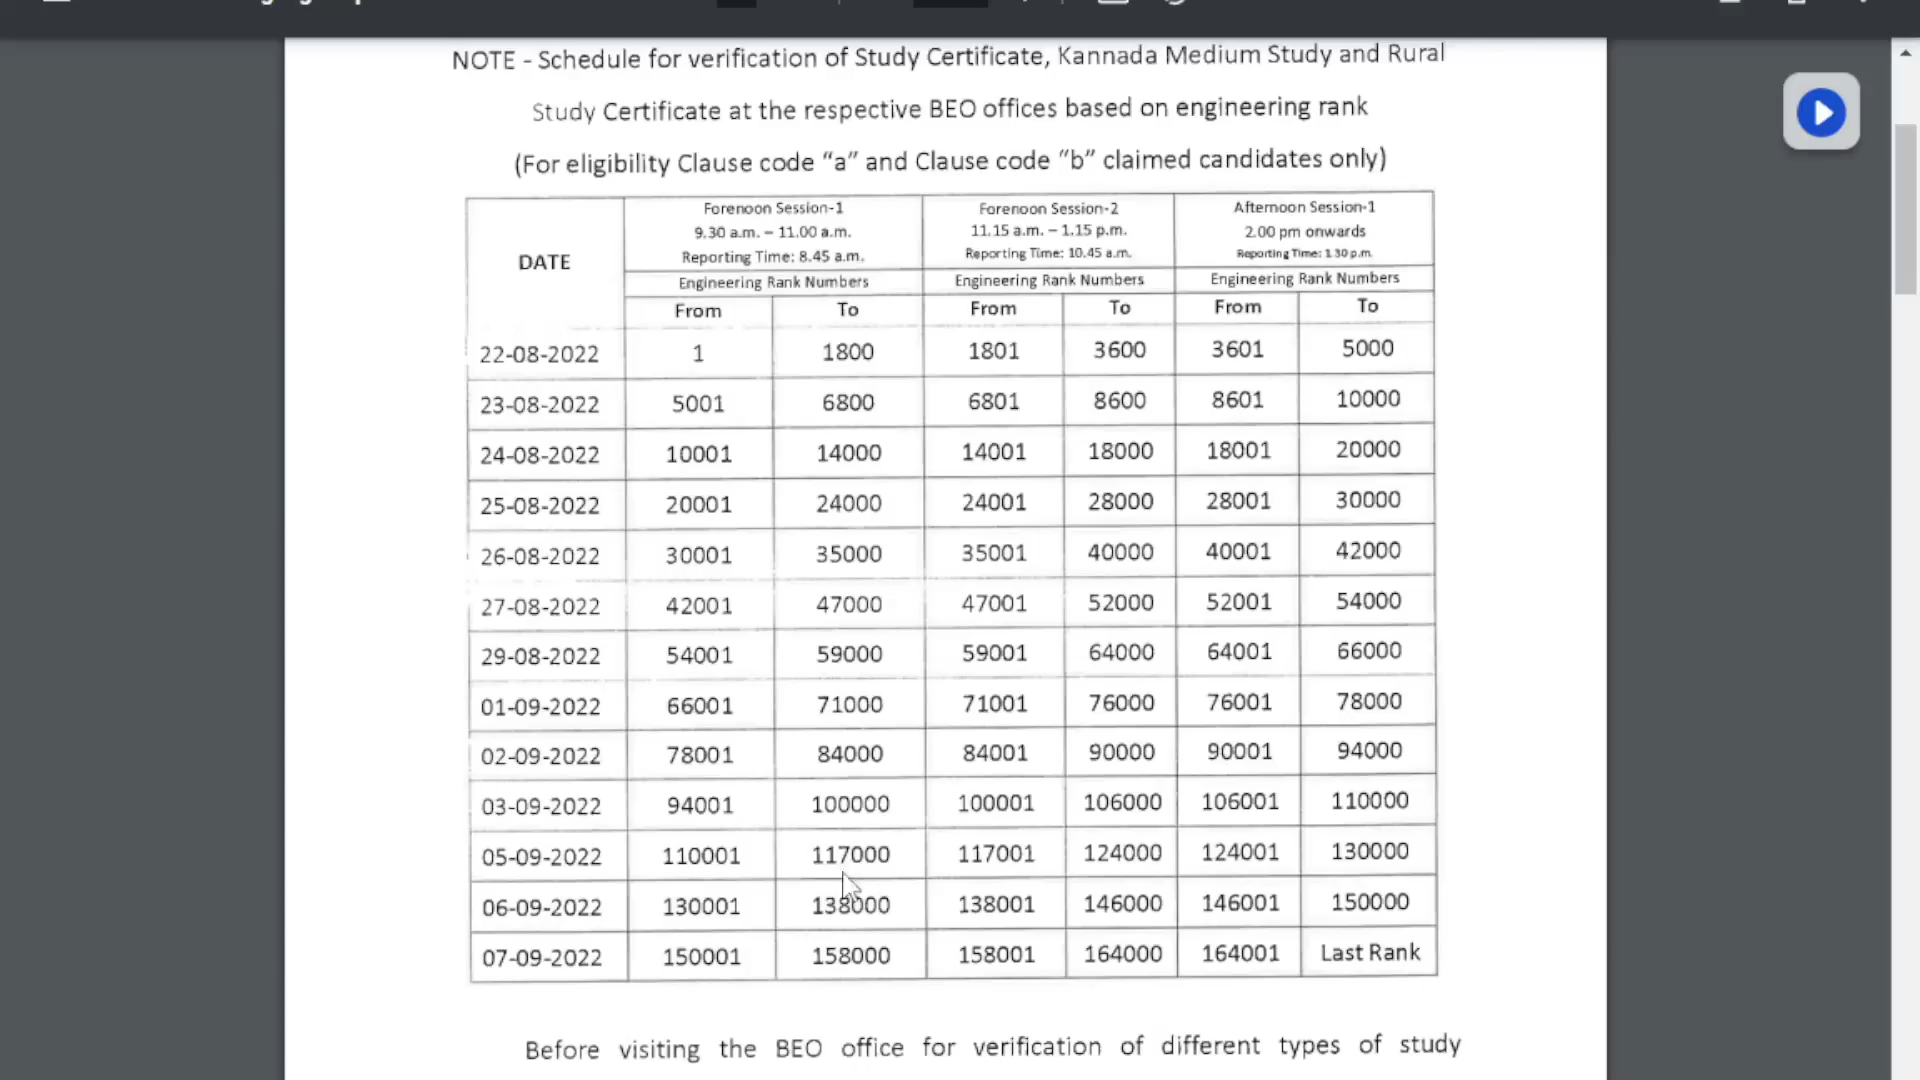 NOTE - Schedule for verification of Study Certificate, Kannada Medium Study and Rural
Study Certificate at the respective BEO offices based on engineering rank
(For eligibility Clause code “a” and Clause code “b” claimed candidates only)
DATE
Forenoon Session-1
9.30 a.m. – 11.00 a.m.
Reporting Time: 8.45 a.m.
Forenoon Session-2
11.15 a.m. – 1.15 p.m.
Reporting Time: 10.45 a.m.
Afternoon Session-1
2.00 pm onwards
Reporting Time: 1.30 p.m.
Engineering Rank Numbers Engineering Rank Numbers Engineering Rank Numbers
From To From To From To
22-08-2022 1 1800 1801 3600 3601 5000
23-08-2022 5001 6800 6801 8600 8601 10000
24-08-2022 10001 14000 14001 18000 18001 20000
25-08-2022 20001 24000 24001 28000 28001 30000
26-08-2022 30001 35000 35001 40000 40001 42000
27-08-2022 42001 47000 47001 52000 52001 54000
29-08-2022 54001 59000 59001 64000 64001 66000
01-09-2022 66001 71000 71001 76000 76001 78000
02-09-2022 78001 84000 84001 90000 90001 94000
03-09-2022 94001 100000 100001 106000 106001 110000
05-09-2022 110001 117000 117001 124000 124001 130000
06-09-2022 130001 138000 138001 146000 146001 150000
07-09-2022 150001 158000 158001 164000 164001 Last Rank
Before visiting the BEO office for verification of different types of study